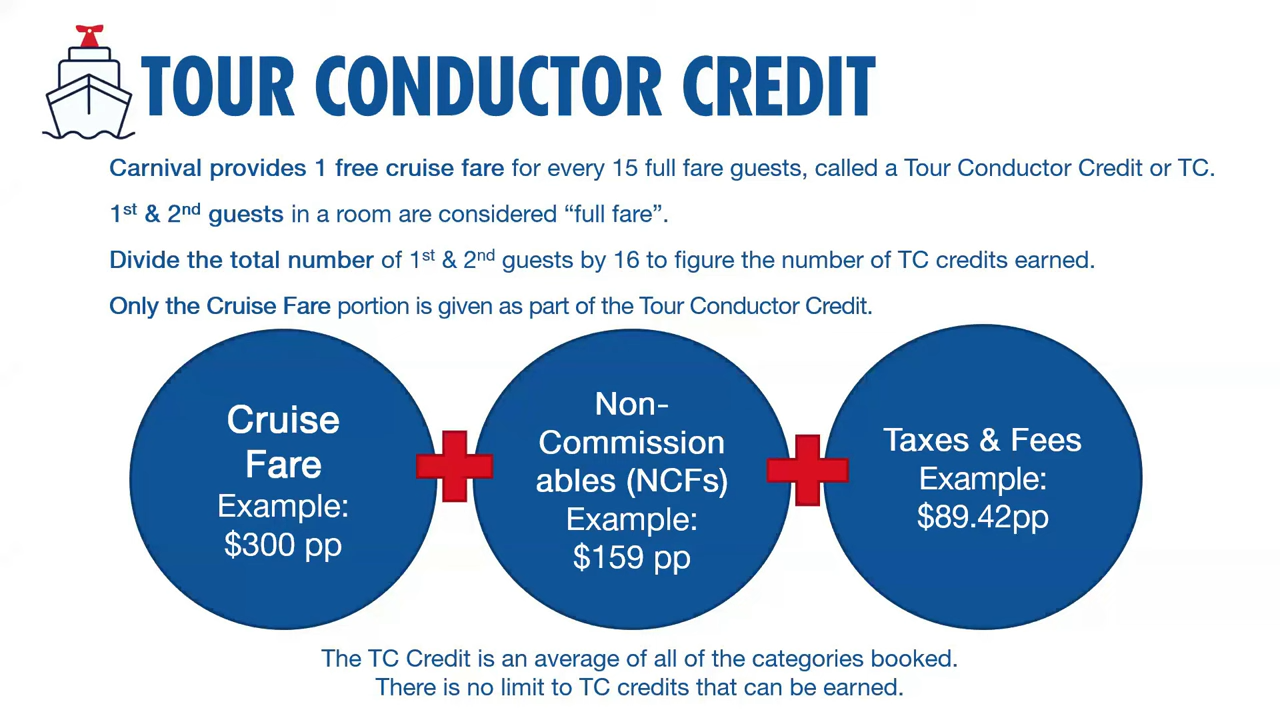 TOUR CONDUCTOR CREDIT
Carnival provides 1 free cruise fare for every 15 full fare guests, called a Tour Conductor Credit or TC.
1st & 2nd guests in a room are considered “full fare”.
Divide the total number of 1st & 2nd guests by 16 to figure the number of TC credits earned.
Only the Cruise Fare portion is given as part of the Tour Conductor Credit.
Cruise
Fare
Example:
$300 pp
Non-
Commission
ables (NCFs)
Example:
$159 pp
Taxes & Fees
Example:
$89.42pp
The TC Credit is an average of all of the categories booked.
There is no limit to TC credits that can be earned.